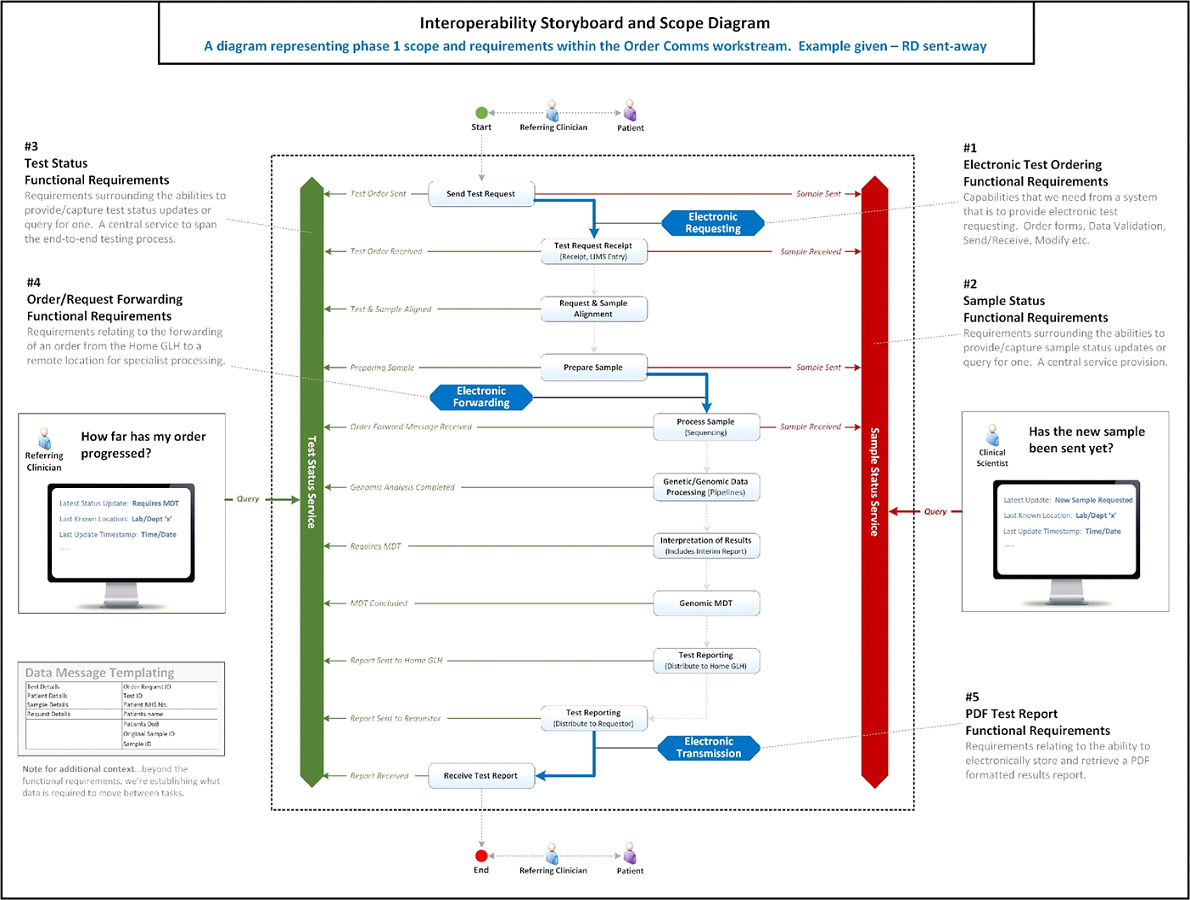 Interoperability Storyboard and Scope Diagram
A diagram representing phase 1 scope and requirements within the Order Comms workstream. Example given – RD sent-away
Start
Referring Clinician
Patient
#3
Test Status
Functional Requirements
Requirements surrounding the abilities to
provide/capture test status updates or
query for one. A central service to span
the end-to-end testing process.
#4
Order/Request Forwarding
Functional Requirements
Requirements relating to the forwarding
of an order from the Home GLH to a
remote location for specialist processing.
Referring
Clinician
How far has my order
progressed?
Latest Status Update: Requires MDT
Last Known Location: Lab/Dept 'x'
Last Update Timestamp: Time/Date
.....
Query
Data Message Templating
Test Details
Patient Details
Sample Details
Request Details
Order Request ID
Test ID
Patient NHS No.
Patients name
Patients DoB
Original Sample ID
Sample ID
Note for additional context...beyond the
functional requirements, we're establishing what
data is required to move between tasks.
Test Status Service
Test Order Sent
Send Test Request
Sample Sent
Electronic
Requesting
Test Order Received
Test Request Receipt
(Receipt, LIMS Entry)
Sample Received
Test & Sample Aligned
Request & Sample
Alignment
Preparing Sample
Prepare Sample
Sample Sent
Electronic
Forwarding
Order Forward Message Received
Process Sample
(Sequencing)
Sample Received
Genomic Analysis Completed
Genetic/Genomic Data
Processing (Pipelines)
Requires MDT
Interpretation of Results
(Includes Interim Report)
MDT Concluded
Genomic MDT
Report Sent to Home GLH
Test Reporting
(Distribute to Home GLH)
Report Sent to Requestor
Test Reporting
(Distribute to Requestor)
Electronic
Transmission
Report Received
Receive Test Report
Sample Status Service
End
Referring Clinician
Patient
#1
Electronic Test Ordering
Functional Requirements
Capabilities that we need from a system
that is to provide electronic test
requesting. Order forms, Data Validation,
Send/Receive, Modify etc.
#2
Sample Status
Functional Requirements
Requirements surrounding the abilities to
provide/capture sample status updates or
query for one. A central service provision.
Clinical
Scientist
Has the new sample
been sent yet?
Latest Update: New Sample Requested
Last Known Location: Lab/Dept 'x'
Last Update Timestamp: Time/Date
.....
Query
#5
PDF Test Report
Functional Requirements
Requirements relating to the ability to
electronically store and retrieve a PDF
formatted results report.